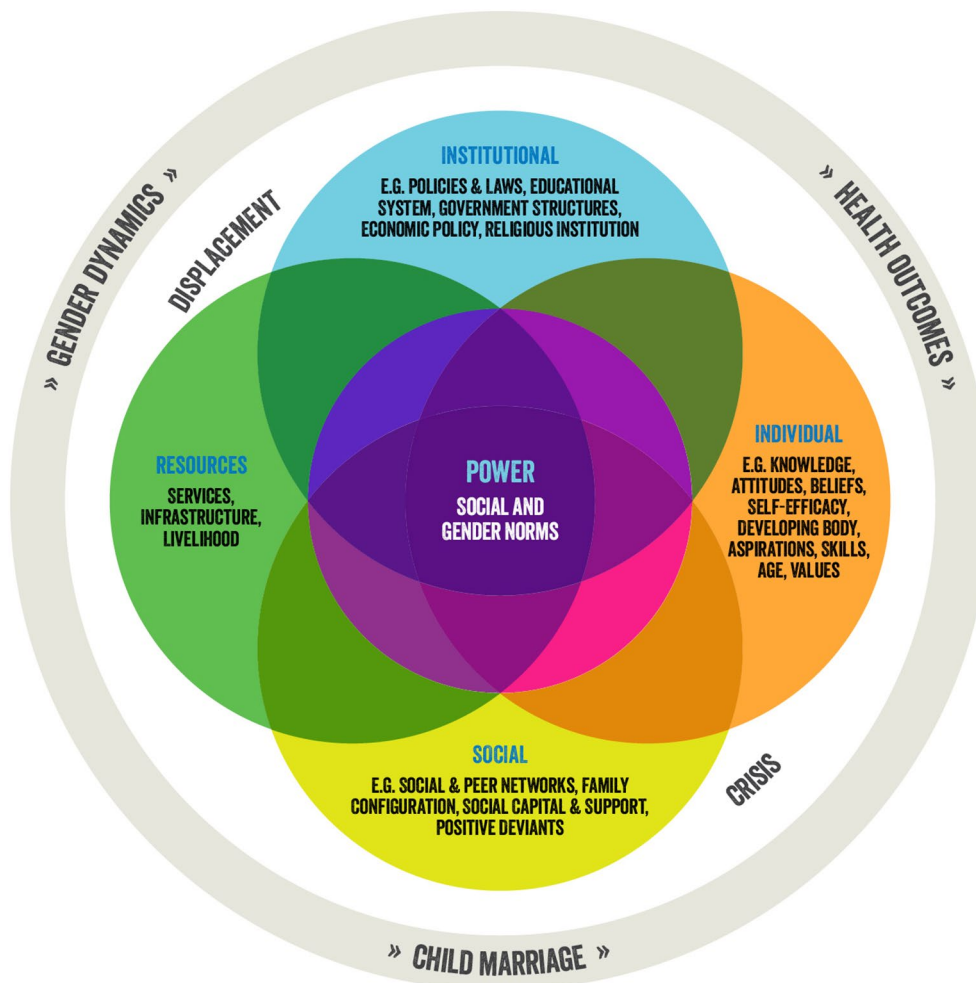 » GENDER DYNAMICS »
» HEALTH OUTCOMES »
DISPLACEMENT
INSTITUTIONAL
E.G. POLICIES & LAWS, EDUCATIONAL
SYSTEM, GOVERNMENT STRUCTURES,
ECONOMIC POLICY, RELIGIOUS INSTITUTION
RESOURCES
SERVICES,
INFRASTRUCTURE,
LIVELIHOOD
POWER
SOCIAL AND
GENDER NORMS
INDIVIDUAL
E.G. KNOWLEDGE,
ATTITUDES, BELIEFS,
SELF-EFFICACY,
DEVELOPING BODY,
ASPIRATIONS, SKILLS,
AGE, VALUES
SOCIAL
E.G. SOCIAL & PEER NETWORKS, FAMILY
CONFIGURATION, SOCIAL CAPITAL & SUPPORT,
POSITIVE DEVIANTS
CRISIS
» CHILD MARRIAGE »